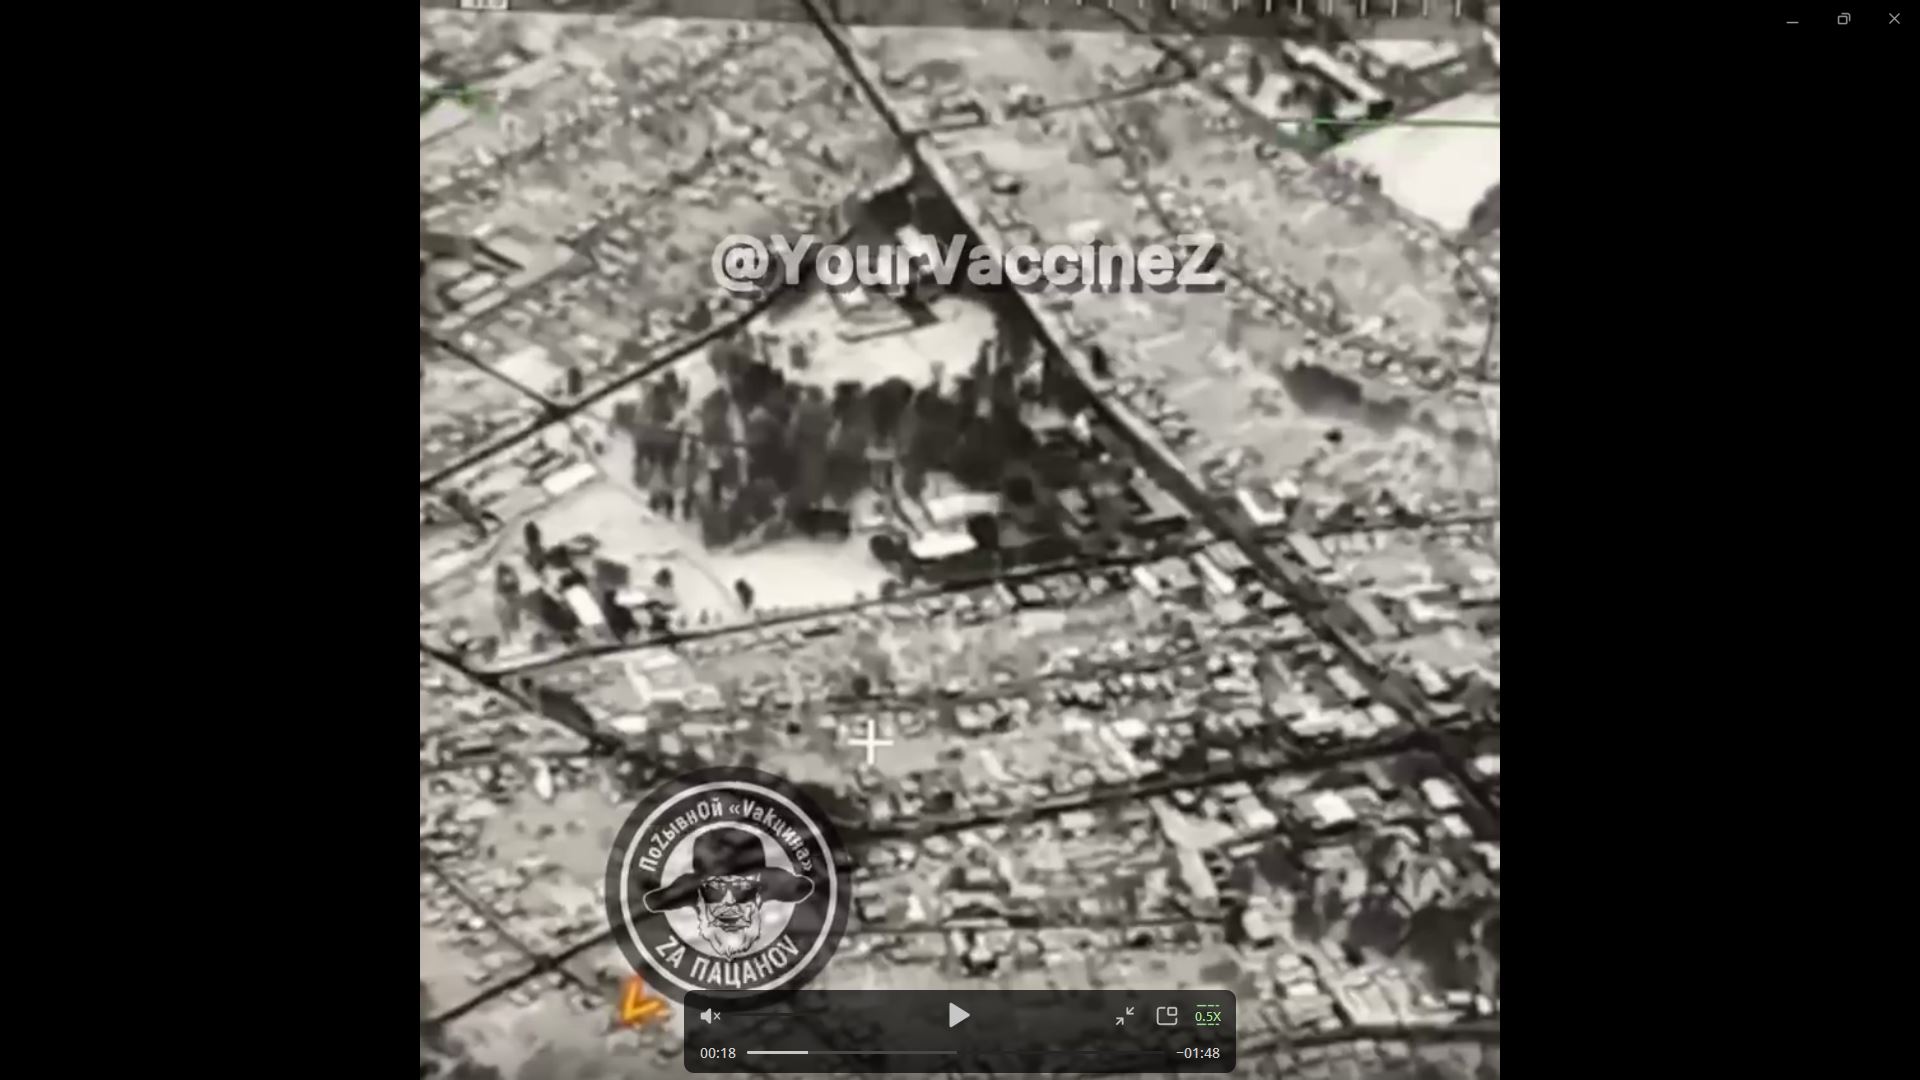 @YourVaccineZ
ПоZывнОй «Vakцина»
ZA ПАЦАНОV
0.5X
00:18
−01:48